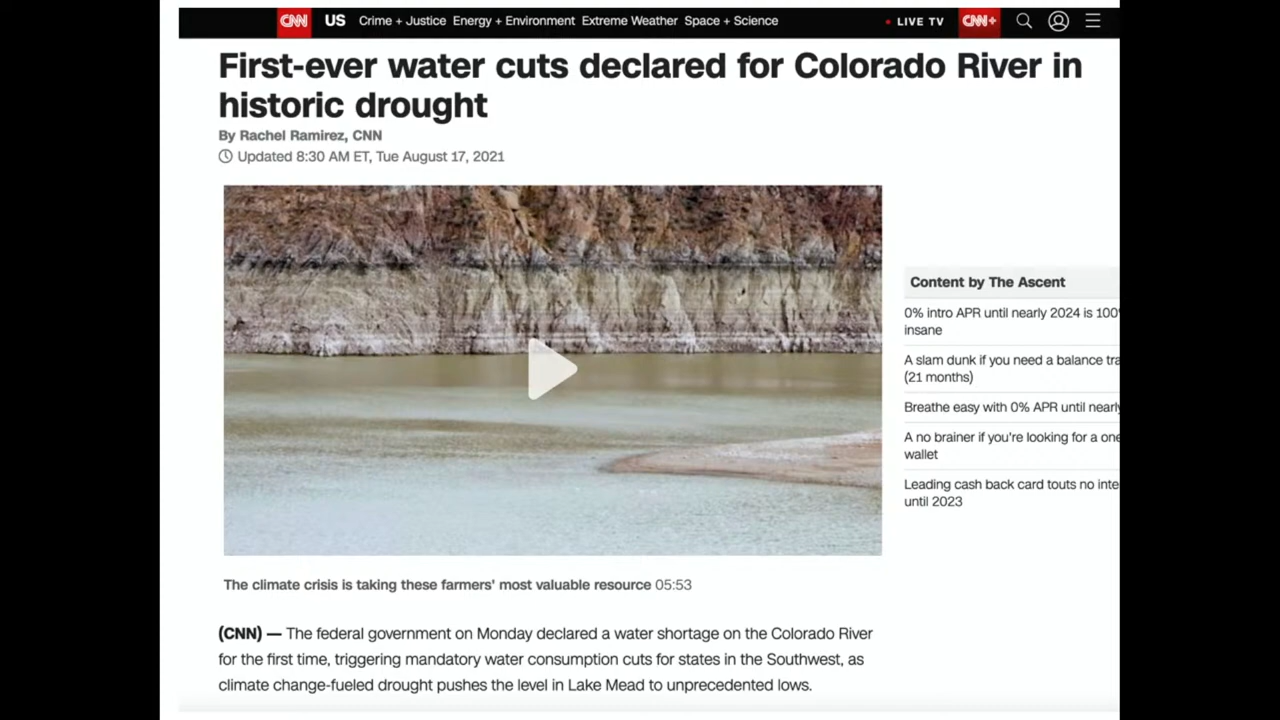 CNN US Crime + Justice Energy + Environment Extreme Weather Space + Science LIVE TV CNN+
First-ever water cuts declared for Colorado River in
historic drought
By Rachel Ramirez, CNN
Updated 8:30 AM ET, Tue August 17, 2021
Content by The Ascent
0% intro APR until nearly 2024 is 100%
insane
A slam dunk if you need a balance tra
(21 months)
Breathe easy with 0% APR until nearly
A no brainer if you're looking for a one
wallet
Leading cash back card touts no inte
until 2023
The climate crisis is taking these farmers' most valuable resource 05:53
(CNN) — The federal government on Monday declared a water shortage on the Colorado River
for the first time, triggering mandatory water consumption cuts for states in the Southwest, as
climate change-fueled drought pushes the level in Lake Mead to unprecedented lows.